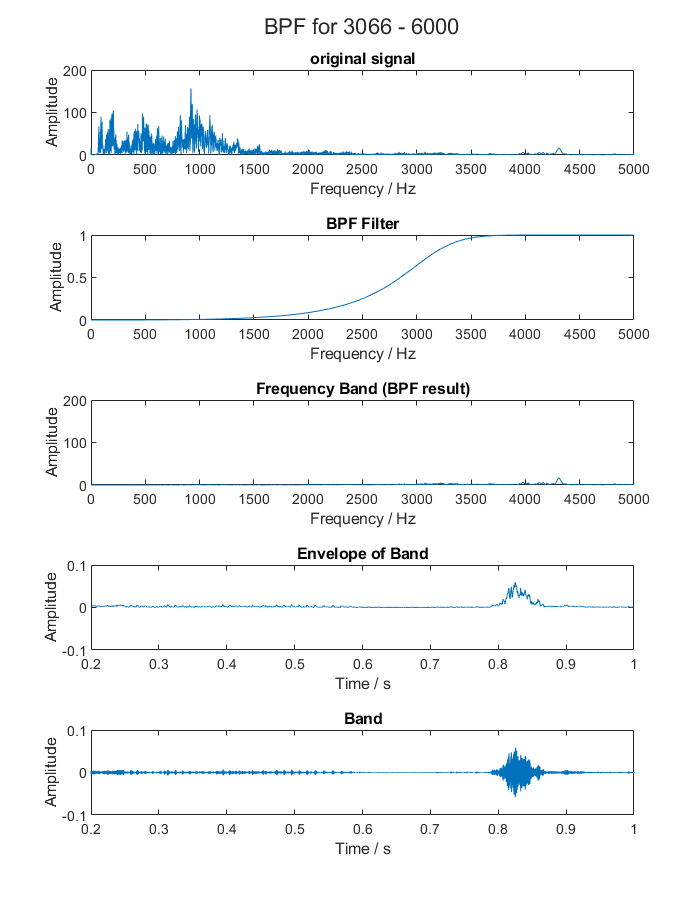 BPF for 3066 - 6000
original signal
Amplitude
200
100
0
0 500 1000 1500 2000 2500 3000 3500 4000 4500 5000
Frequency / Hz
BPF Filter
Amplitude
1
0.5
0
0 500 1000 1500 2000 2500 3000 3500 4000 4500 5000
Frequency / Hz
Frequency Band (BPF result)
Amplitude
200
100
0
0 500 1000 1500 2000 2500 3000 3500 4000 4500 5000
Frequency / Hz
Envelope of Band
Amplitude
0.1
0
-0.1
0.2 0.3 0.4 0.5 0.6 0.7 0.8 0.9 1
Time / s
Band
Amplitude
0.1
0
-0.1
0.2 0.3 0.4 0.5 0.6 0.7 0.8 0.9 1
Time / s